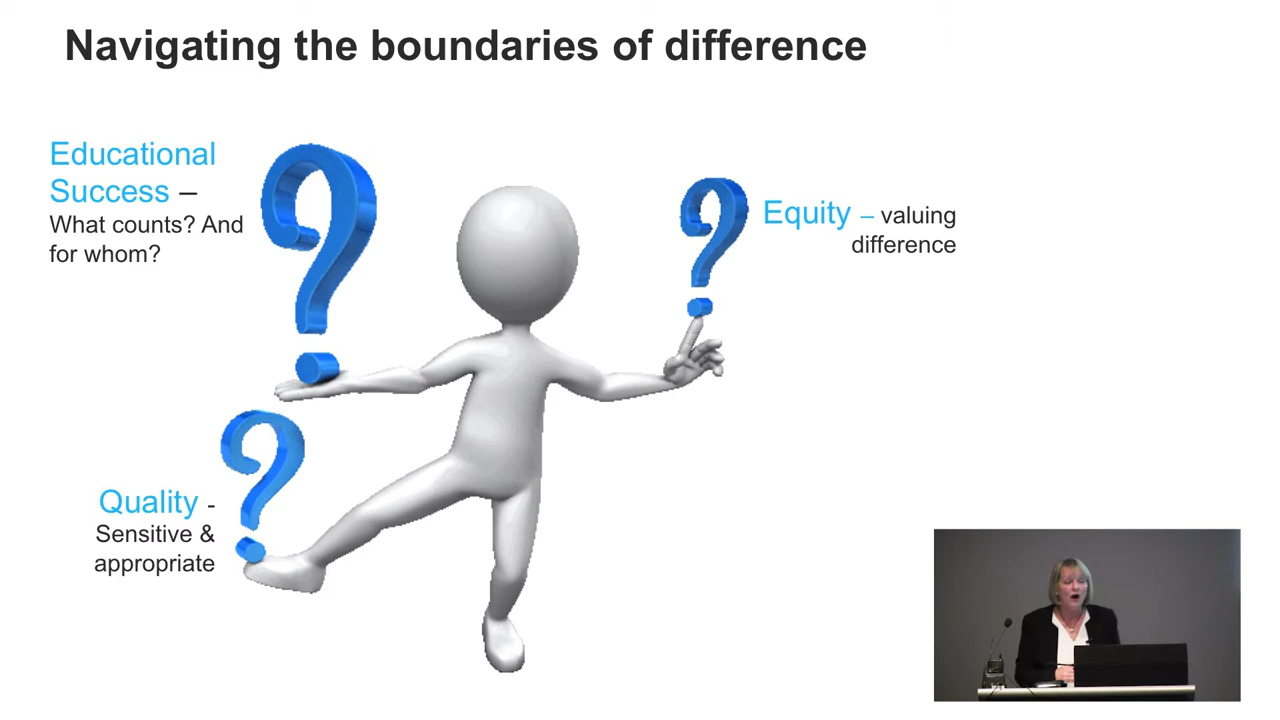 Navigating the boundaries of difference
Educational
Success –
What counts? And
for whom?
Equity – valuing
difference
Quality -
Sensitive &
appropriate